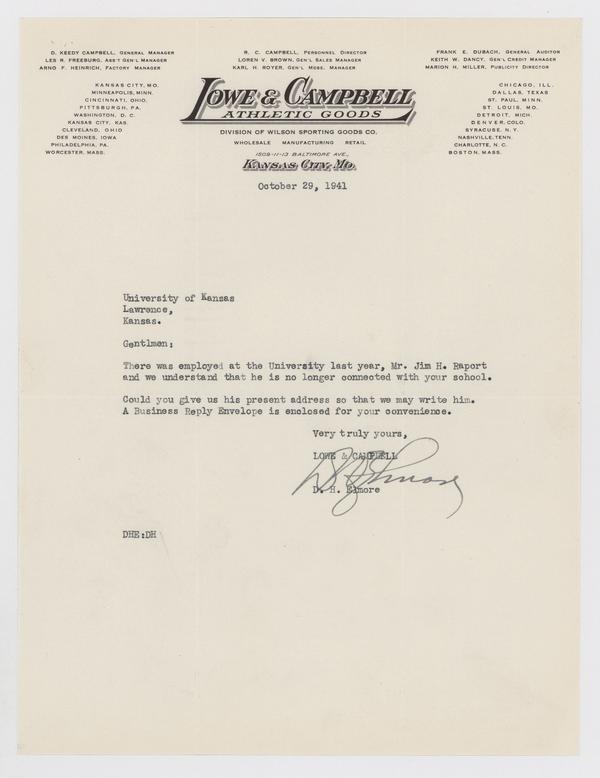 D. KEEDY CAMPBELL, GENERAL MANAGER
LES R. FREEBURG, ASS'T GEN'L MANAGER
ARNO F. HEINRICH, FACTORY MANAGER
R. C. CAMPBELL, PERSONNEL DIRECTOR
LOREN V. BROWN, GEN'L SALES MANAGER
KARL H. ROYER, GEN'L MDSE. MANAGER
FRANK E. DUBACH, GENERAL AUDITOR
KEITH W. DANCY, GEN'L CREDIT MANAGER
MARION H. MILLER, PUBLICITY DIRECTOR
KANSAS CITY, MO.
MINNEAPOLIS, MINN.
CINCINNATI, OHIO.
PITTSBURGH, PA.
WASHINGTON, D. C.
KANSAS CITY, KAS.
CLEVELAND, OHIO
DES MOINES, IOWA
PHILADELPHIA, PA.
WORCESTER, MASS.
LOWE & CAMPBELL
ATHLETIC GOODS
DIVISION OF WILSON SPORTING GOODS CO.
WHOLESALE MANUFACTURING RETAIL
1509-11-13 BALTIMORE AVE.,
KANSAS CITY, MO.
CHICAGO, ILL.
DALLAS, TEXAS
ST. PAUL, MINN.
ST. LOUIS, MO.
DETROIT, MICH.
DENVER, COLO.
SYRACUSE, N. Y.
NASHVILLE, TENN.
CHARLOTTE, N. C.
BOSTON, MASS.
October 29, 1941
University of Kansas
Lawrence,
Kansas.
Gentlmen:
There was employed at the University last year, Mr. Jim H. Raport
and we understand that he is no longer connected with your school.
Could you give us his present address so that we may write him.
A Business Reply Envelope is enclosed for your convenience.
Very truly yours,
LOWE & CAMPBELL
D H Elmore
D. H. Elmore
DHE:DH